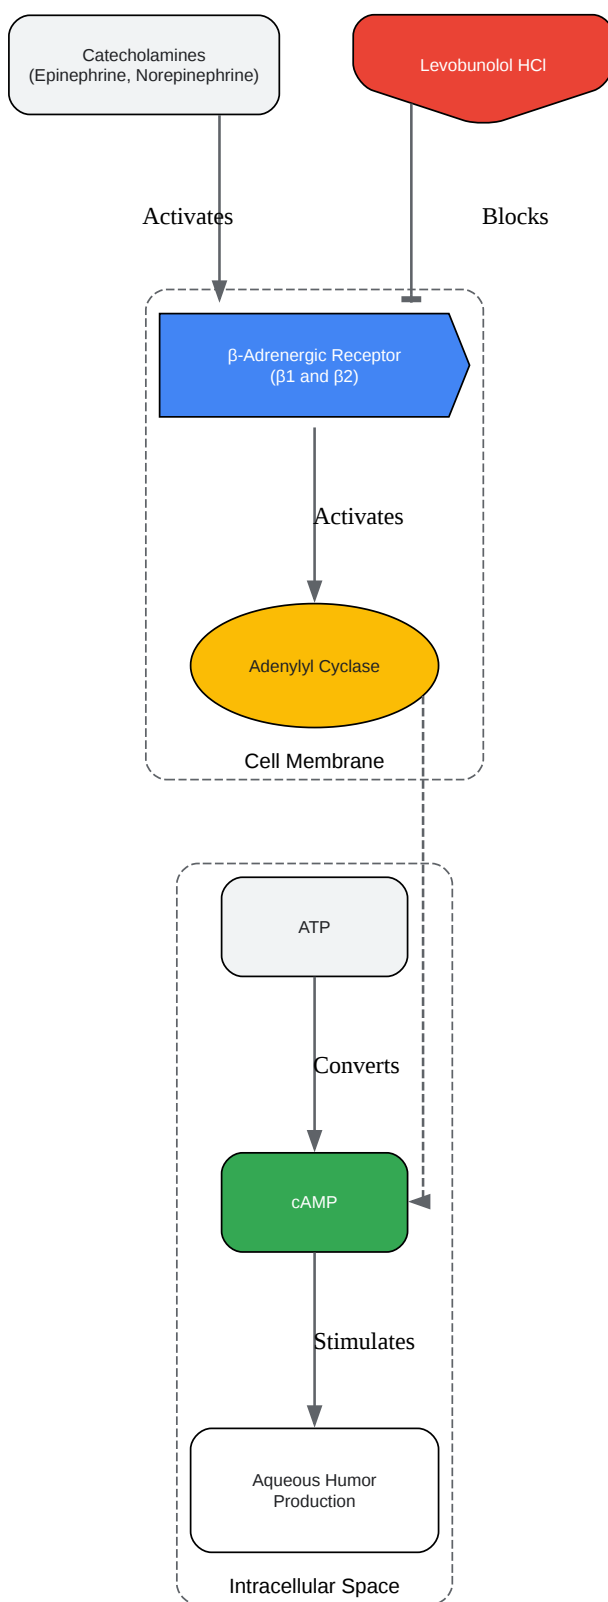 Catecholamines
(Epinephrine, Norepinephrine)
Levobunolol HCl
Activates
Blocks
β-Adrenergic Receptor
(β1 and β2)
Activates
Adenylyl Cyclase
Cell Membrane
ATP
Converts
cAMP
Stimulates
Aqueous Humor
Production
Intracellular Space